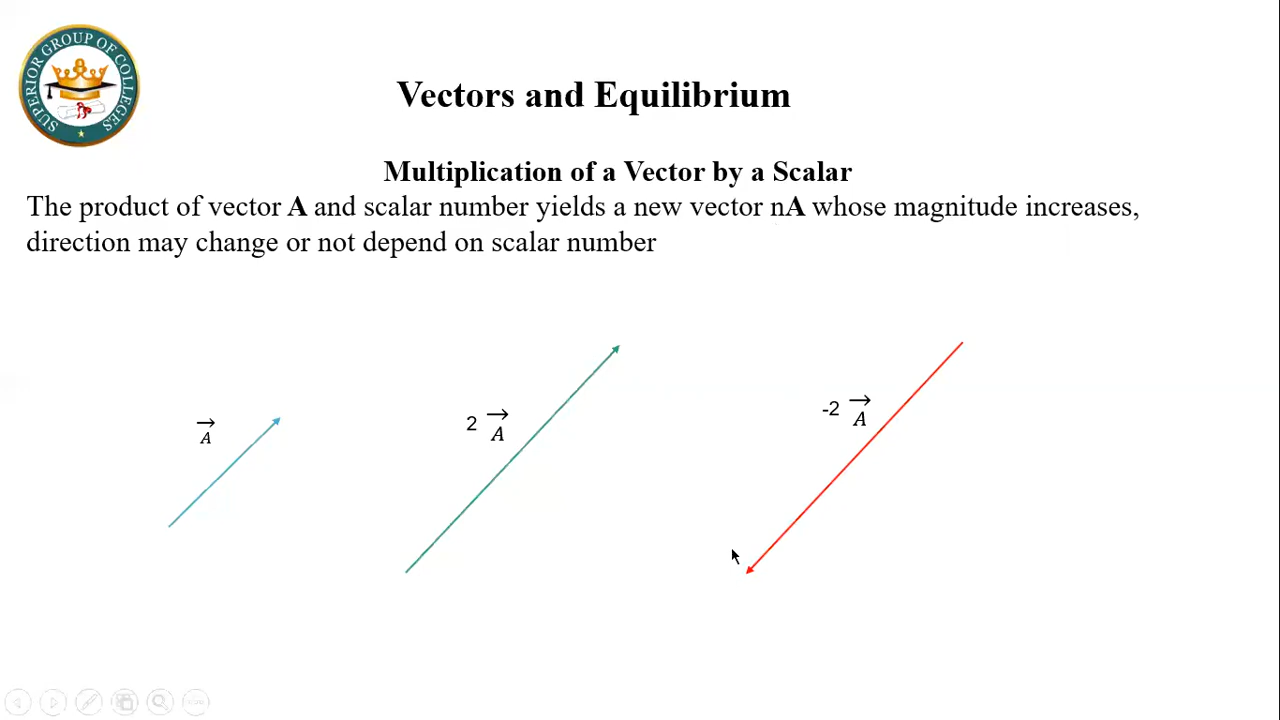 SUPERIOR GROUP OF COLLEGES
Vectors and Equilibrium
Multiplication of a Vector by a Scalar
The product of vector A and scalar number yields a new vector nA whose magnitude increases,
direction may change or not depend on scalar number
A
2 A
-2 A